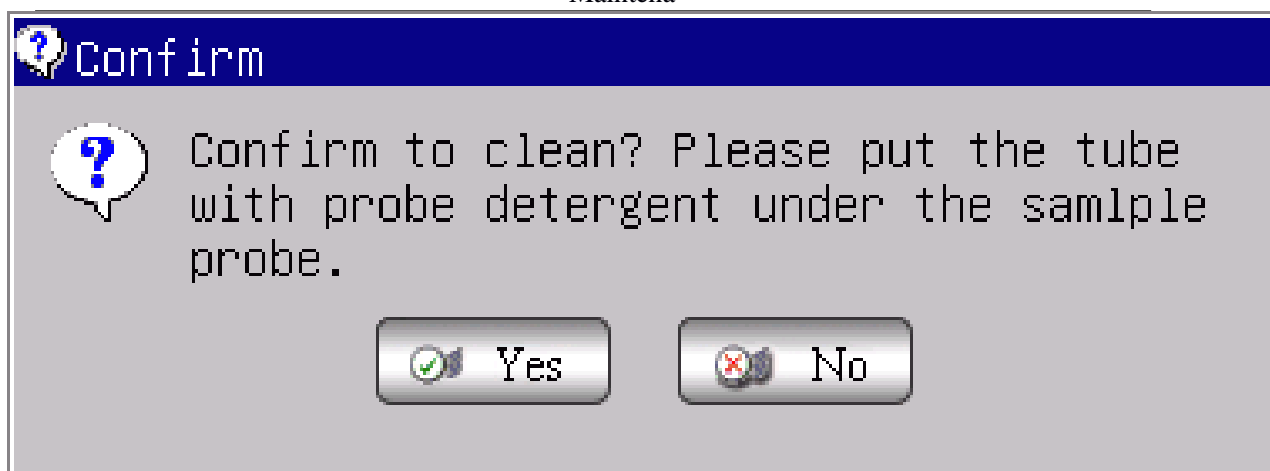 Confirm
Confirm to clean? Please put the tube
with probe detergent under the samlple
probe.
Yes
No